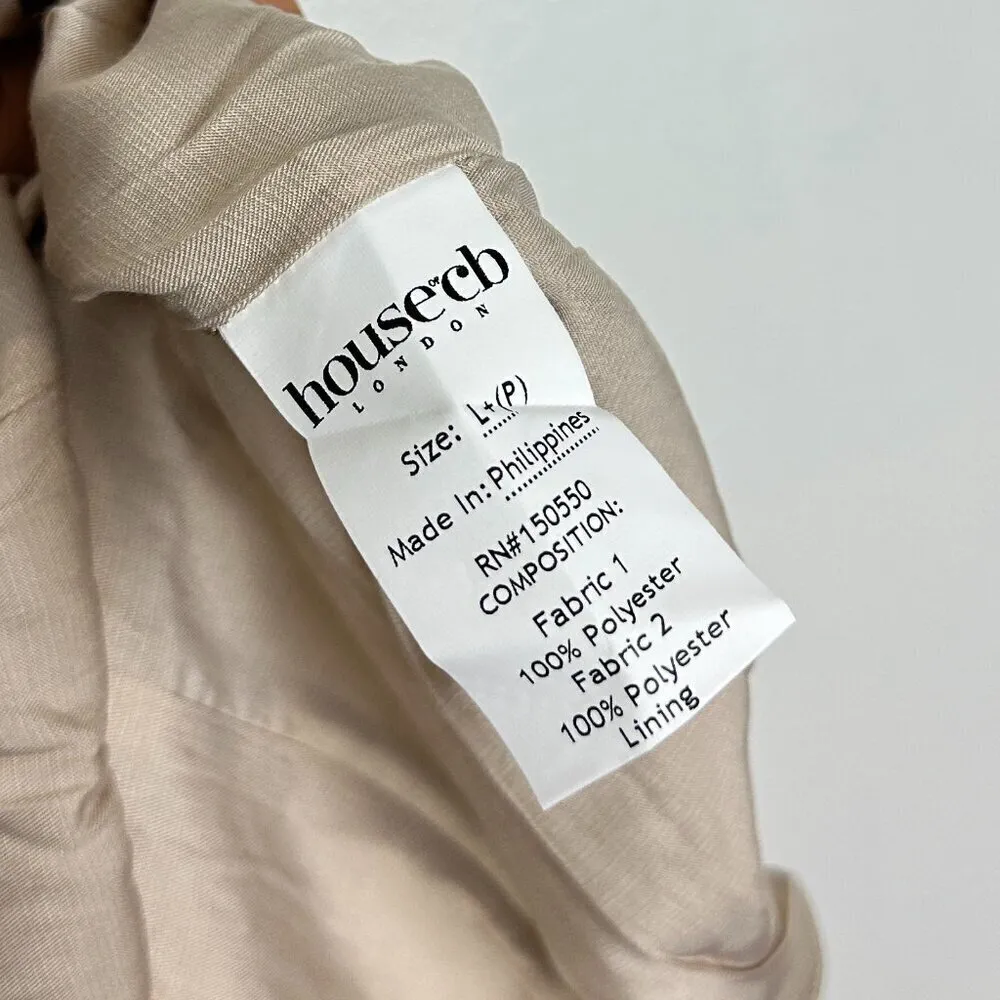 house of cb
LONDON
Size: L+(P)
Made In: Philippines
RN#150550
COMPOSITION:
Fabric 1
100% Polyester
Fabric 2
100% Polyester
Lining